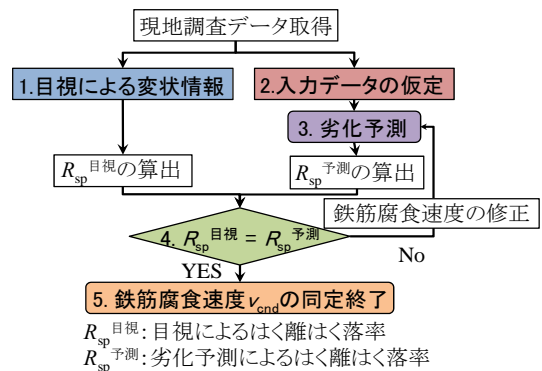 現地調査データ取得
1.目視による変状情報
2.入力データの仮定
3. 劣化予測
Rsp目視の算出
Rsp予測の算出
鉄筋腐食速度の修正
4. Rsp目視 = Rsp予測
No
YES
5. 鉄筋腐食速度vcndの同定終了
Rsp目視: 目視によるはく離はく落率
Rsp予測: 劣化予測によるはく離はく落率